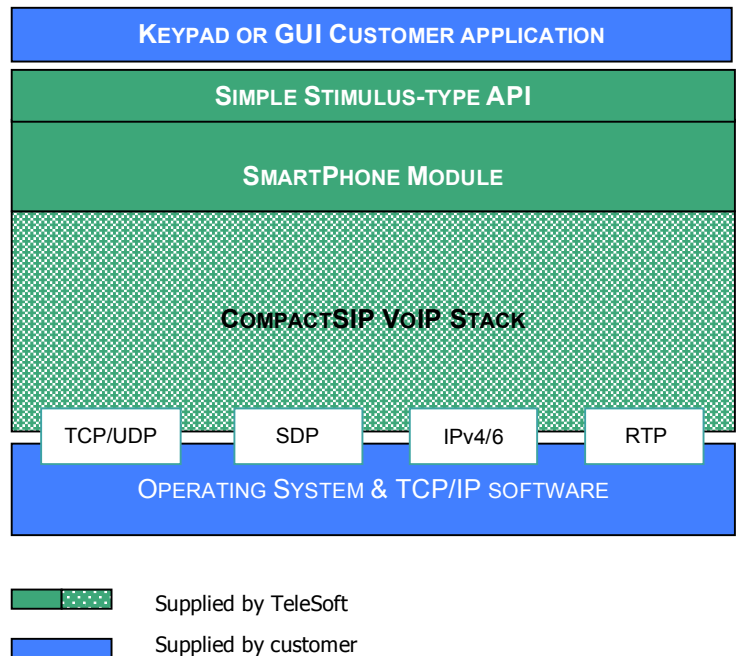 KEYPAD OR GUI CUSTOMER APPLICATION
SIMPLE STIMULUS-TYPE API
SMARTPHONE MODULE
COMPACTSIP VOIP STACK
TCP/UDP SDP IPv4/6 RTP
OPERATING SYSTEM & TCP/IP SOFTWARE
Supplied by TeleSoft
Supplied by customer